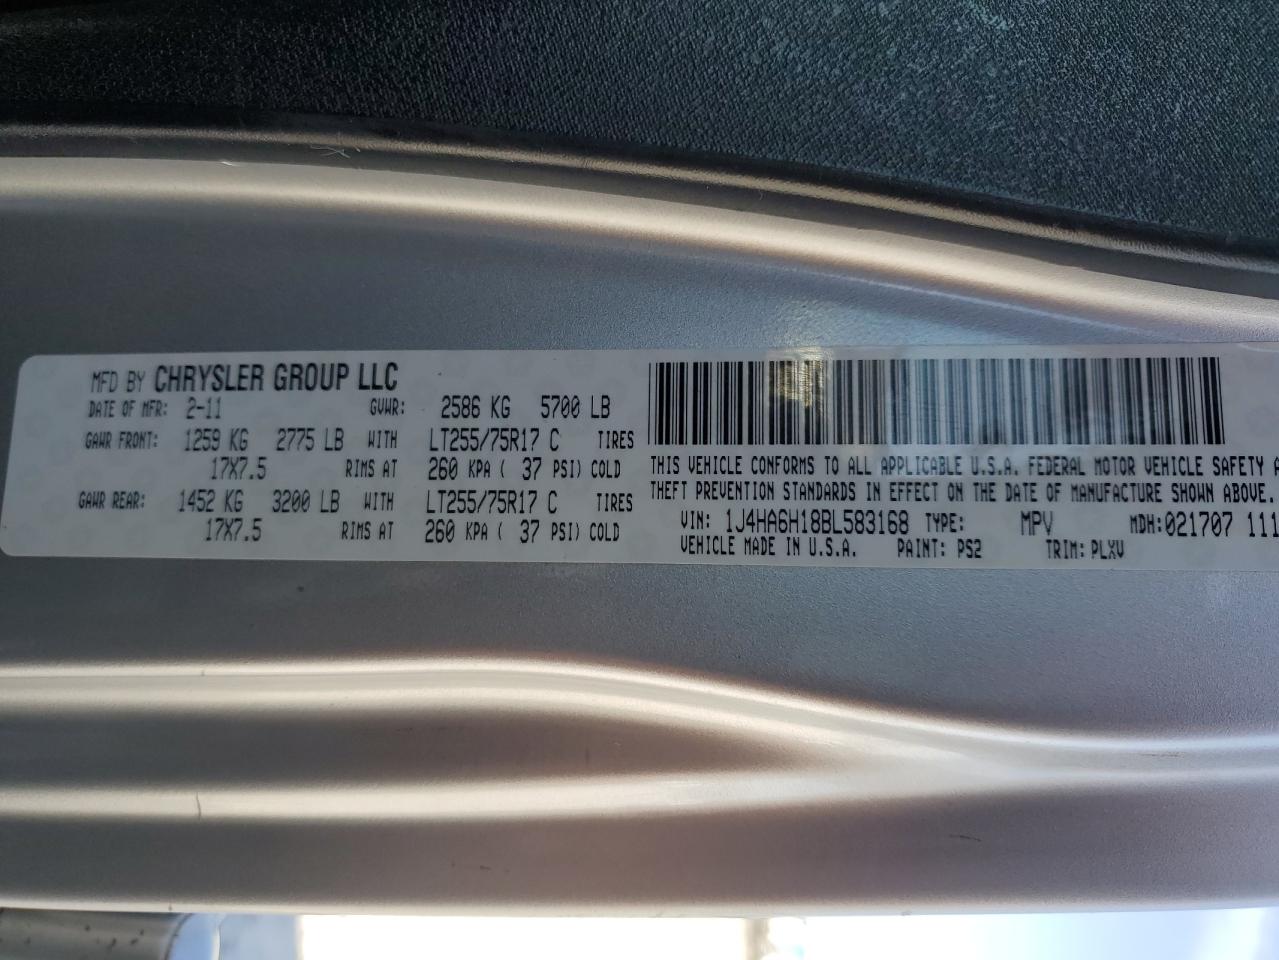 MFD BY CHRYSLER GROUP LLC
DATE OF MFR: 2-11 GVWR: 2586 KG 5700 LB
GAWR FRONT: 1259 KG 2775 LB WITH LT255/75R17 C TIRES
17X7.5 RIMS AT 260 KPA ( 37 PSI) COLD
GAWR REAR: 1452 KG 3200 LB WITH LT255/75R17 C TIRES
17X7.5 RIMS AT 260 KPA ( 37 PSI) COLD
THIS VEHICLE CONFORMS TO ALL APPLICABLE U.S.A. FEDERAL MOTOR VEHICLE SAFETY A
THEFT PREVENTION STANDARDS IN EFFECT ON THE DATE OF MANUFACTURE SHOWN ABOVE.
VIN: 1J4HA6H18BL583168 TYPE: MPV MDH:021707 111
VEHICLE MADE IN U.S.A. PAINT: PS2 TRIM: PLXV